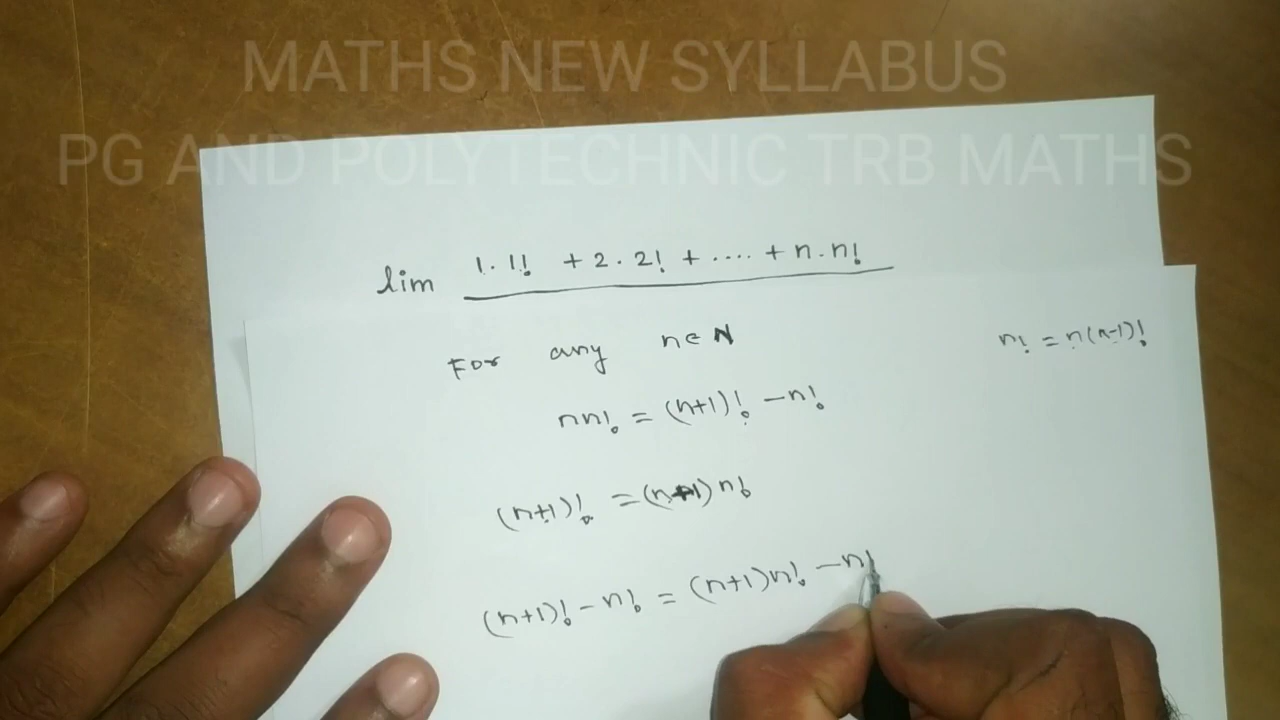 MATHS NEW SYLLABUS
PG AND POLYTECHNIC TRB MATHS
lim 1.1! + 2.2! + .... + n.n!
For any n∈N
n! = n(n-1)!
nn! = (n+1)! - n!
(n+1)! = (n+1) n!
(n+1)! - n! = (n+1)n! - n!